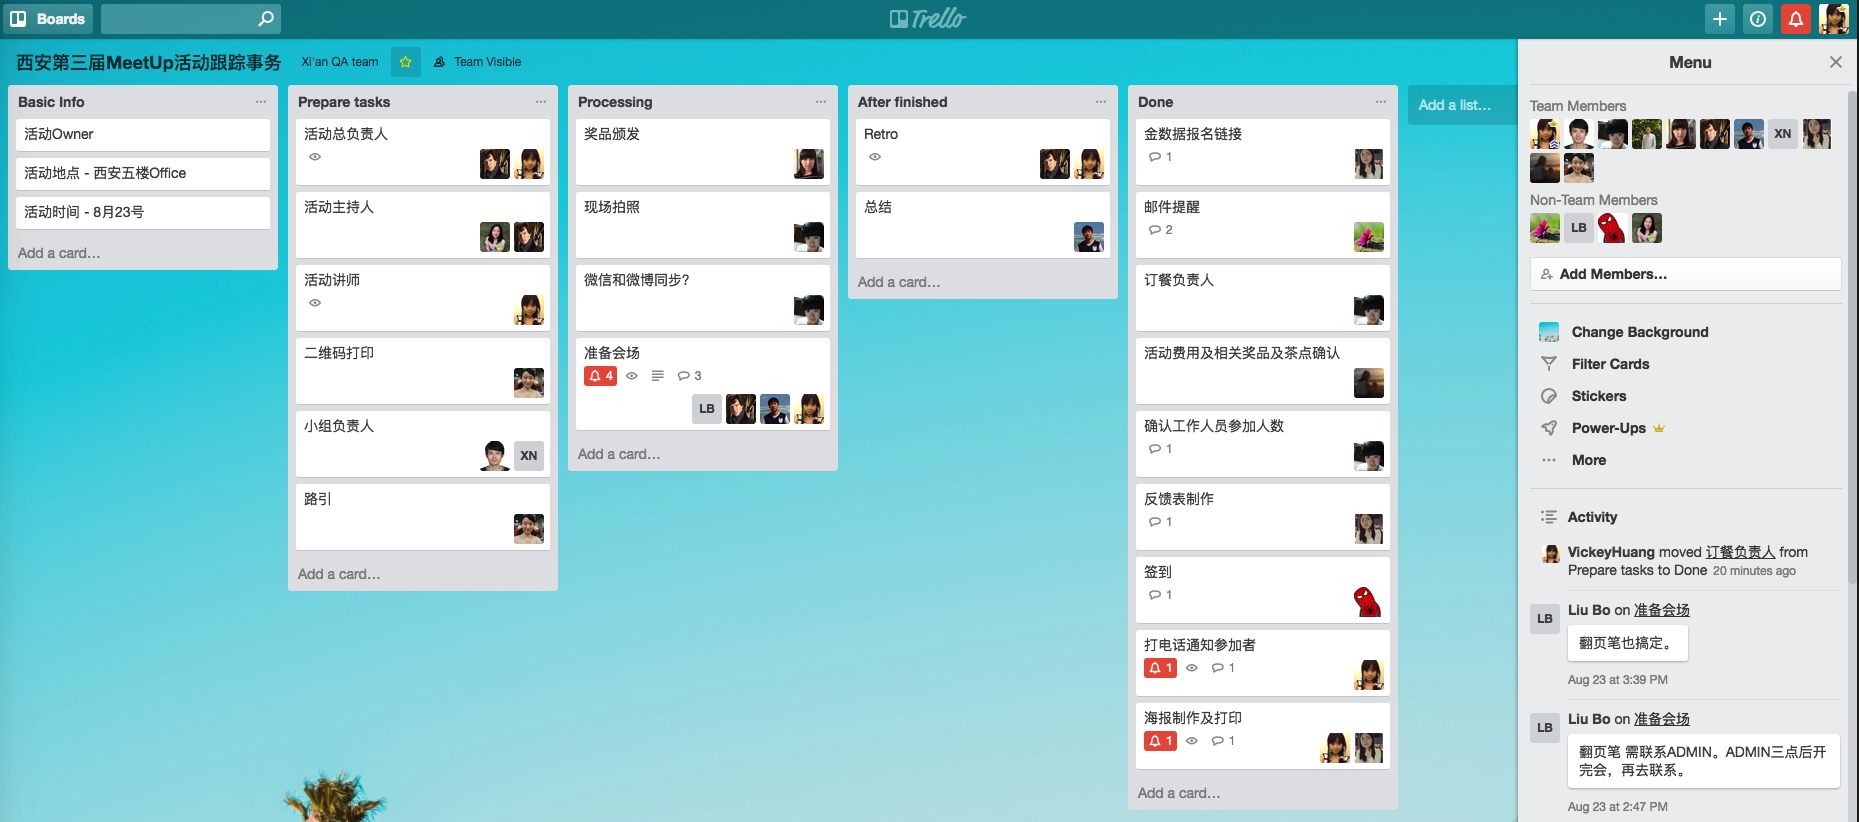 Boards
Trello
西安第三届MeetUp活动跟踪事务
Xi'an QA team
Team Visible
Basic Info
活动Owner
活动地点 - 西安五楼Office
活动时间 - 8月23号
Add a card…
Prepare tasks
活动总负责人
活动主持人
活动讲师
二维码打印
小组负责人
XN
路引
Add a card…
Processing
奖品颁发
现场拍照
微信和微博同步?
准备会场
4
3
LB
Add a card…
After finished
Retro
总结
Add a card…
Done
金数据报名链接
1
邮件提醒
2
订餐负责人
活动费用及相关奖品及茶点确认
确认工作人员参加人数
1
反馈表制作
1
签到
1
打电话通知参加者
1
1
海报制作及打印
1
1
Add a card…
Add a list…
Menu
Team Members
XN
Non-Team Members
LB
Add Members…
Change Background
Filter Cards
Stickers
Power-Ups
More
Activity
VickeyHuang moved 订餐负责人 from
Prepare tasks to Done 20 minutes ago
LB
Liu Bo on 准备会场
翻页笔也搞定。
Aug 23 at 3:39 PM
LB
Liu Bo on 准备会场
翻页笔 需联系ADMIN。ADMIN三点后开
完会，再去联系。
Aug 23 at 2:47 PM